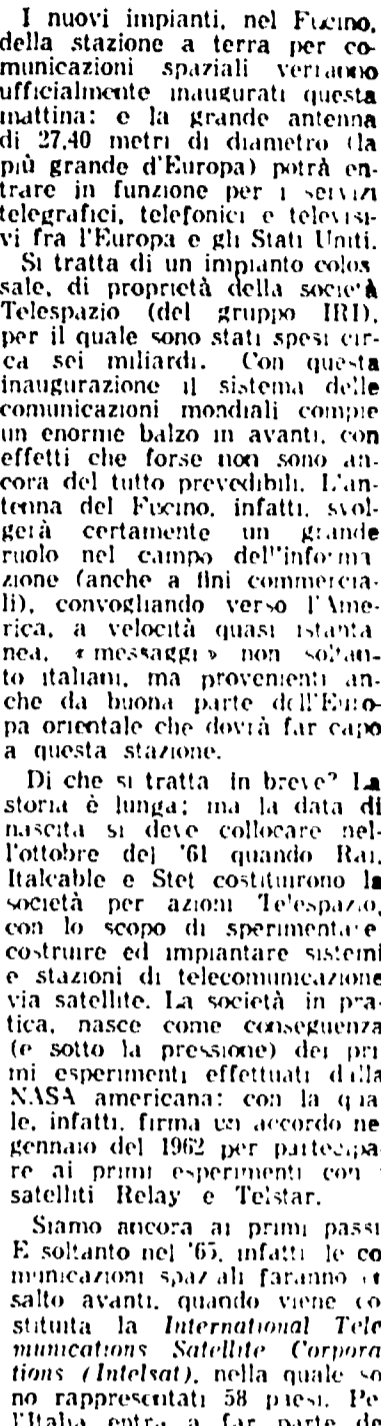 I nuovi impianti, nel Fucino,
della stazione a terra per co-
municazioni spaziali verranno
ufficialmente inaugurati questa
mattina: e la grande antenna
di 27,40 metri di diametro (la
più grande d'Europa) potrà en-
trare in funzione per i servizi
telegrafici, telefonici e televisi-
vi fra l'Europa e gli Stati Uniti.
Si tratta di un impianto colos
sale, di proprietà della società
Telespazio (del gruppo IRI),
per il quale sono stati spesi cir-
ca sei miliardi. Con questa
inaugurazione il sistema delle
comunicazioni mondiali compie
un enorme balzo in avanti, con
effetti che forse non sono an-
cora del tutto prevedibili. L'an-
tenna del Fucino, infatti, svol-
gerà certamente un grande
ruolo nel campo dell'informa
zione (anche a fini commercia-
li), convogliando verso l'Ame-
rica, a velocità quasi istanta
nea, « messaggi » non soltan-
to italiani, ma provenienti an-
che da buona parte dell'Euro-
pa orientale che dovrà far capo
a questa stazione.
Di che si tratta in breve? La
storia è lunga; ma la data di
nascita si deve collocare nel-
l'ottobre del '61 quando Rai,
Italcable e Stet costituirono la
società per azioni Telespazio,
con lo scopo di sperimentare
costruire ed impiantare sistemi
e stazioni di telecomunicazione
via satellite. La società in pra-
tica, nasce come conseguenza
(e sotto la pressione) dei pri
mi esperimenti effettuati dalla
NASA americana: con la qua
le, infatti, firma un accordo ne
gennaio del 1962 per partecipa-
re ai primi esperimenti con
satelliti Relay e Telstar.
Siamo ancora ai primi passi
E soltanto nel '65, infatti le co
municazioni spaziali faranno
salto avanti, quando viene co
stituita la International Tele
munications Satellite Corpora
tions (Intelsat), nella quale so
no rappresentati 58 paesi. Pe
l'Italia entra a far parte de